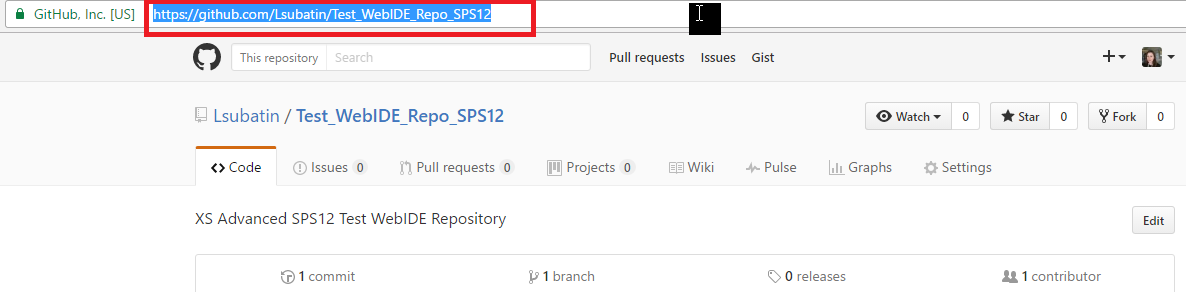 GitHub, Inc. [US] https://github.com/Lsubatin/Test_WebIDE_Repo_SPS12
This repository Search Pull requests Issues Gist
Lsubatin / Test_WebIDE_Repo_SPS12 Watch 0 Star 0 Fork 0
Code Issues 0 Pull requests 0 Projects 0 Wiki Pulse Graphs Settings
XS Advanced SPS12 Test WebIDE Repository Edit
1 commit 1 branch 0 releases 1 contributor